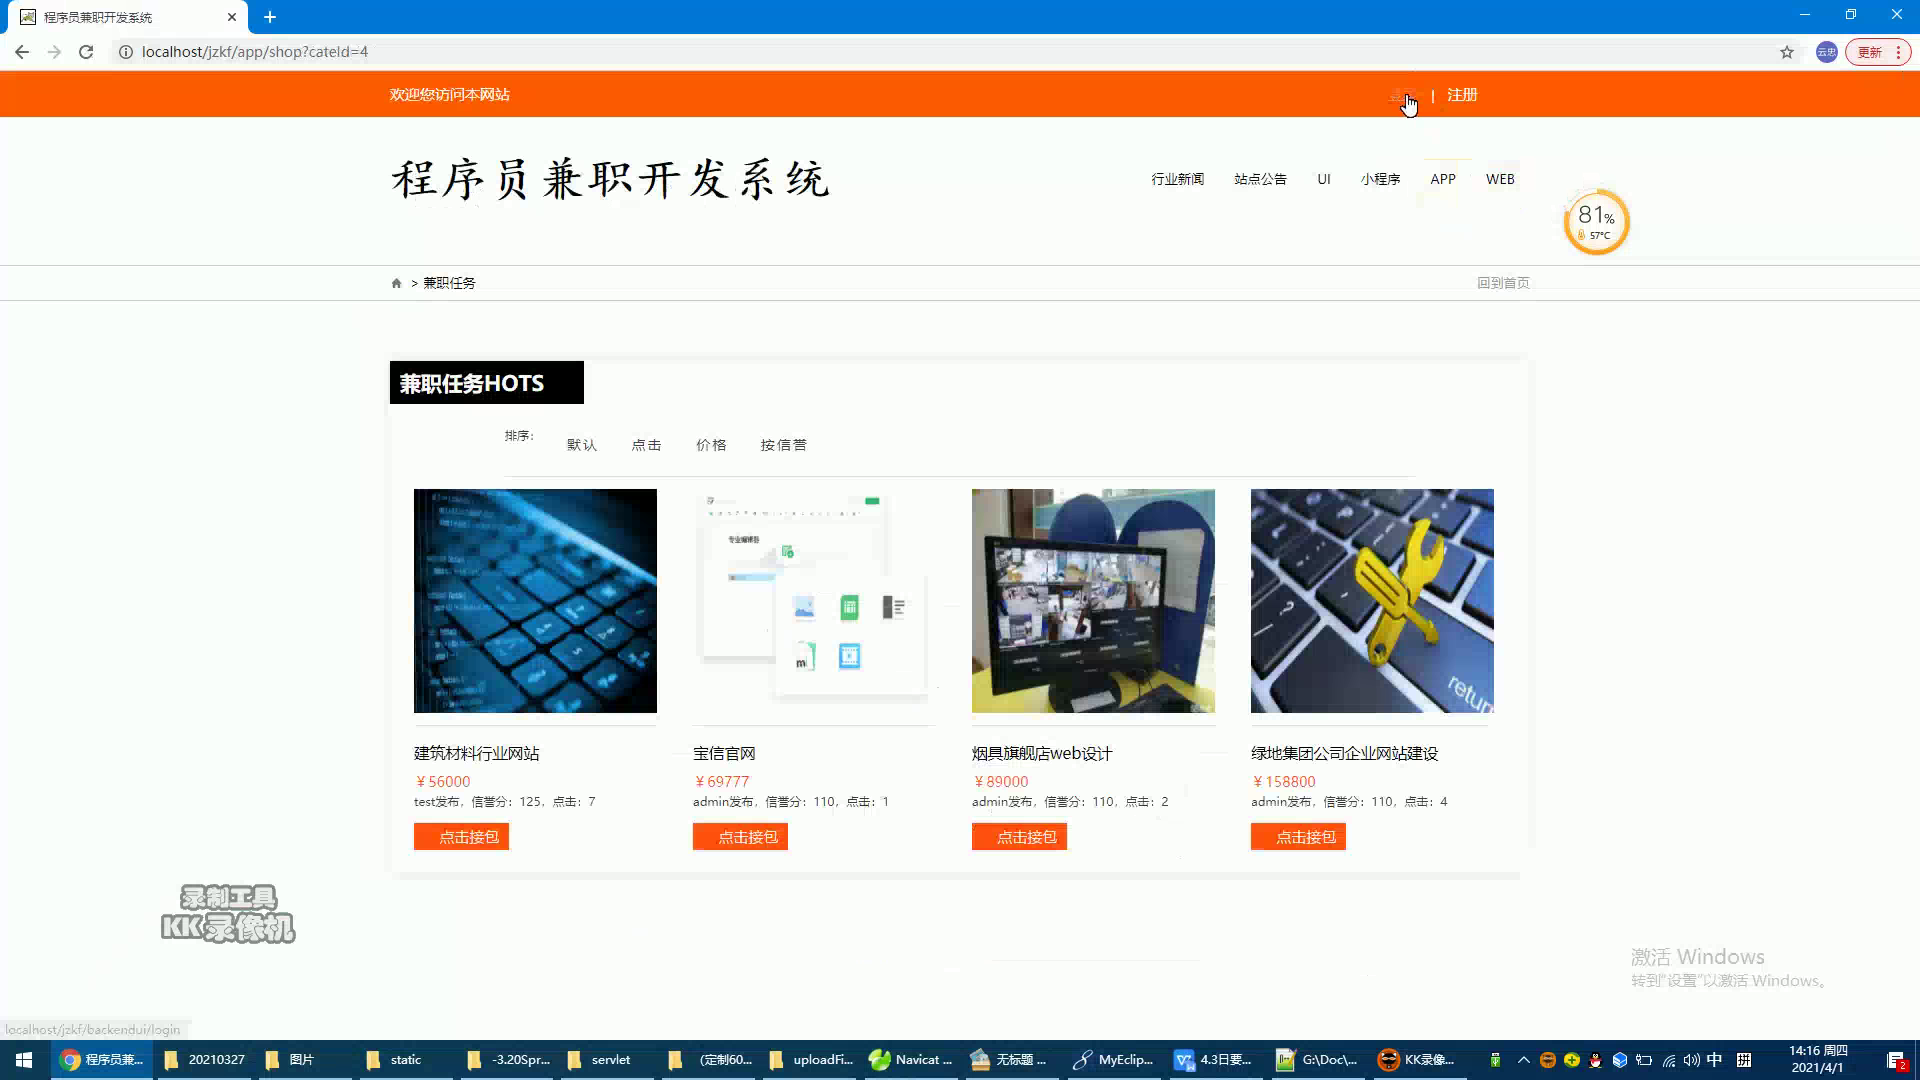 程序员兼职开发系统
localhost/jzkf/app/shop?cateId=4
云忠
更新
欢迎您访问本网站
| 注册
程序员兼职开发系统
行业新闻 站点公告 UI 小程序 APP WEB
81%
57°C
> 兼职任务
回到首页
兼职任务HOTS
排序:
默认 点击 价格 按信誉
专业编辑器
return
建筑材料行业网站
￥56000
test发布，信誉分：125，点击：7
点击接包
宝信官网
￥69777
admin发布，信誉分：110，点击：1
点击接包
烟具旗舰店web设计
￥89000
admin发布，信誉分：110，点击：2
点击接包
绿地集团公司企业网站建设
￥158800
admin发布，信誉分：110，点击：4
点击接包
录制工具
KK录像机
激活 Windows
转到"设置"以激活 Windows。
localhost/jzkf/backendui/login
程序员兼... 20210327 图片 static -3.20Spr... servlet (定制60... uploadFi... Navicat ... 无标题 ... MyEclip... 4.3日要... G:\Doc\... KK录像...
中 拼
14:16 周四
2021/4/1
2